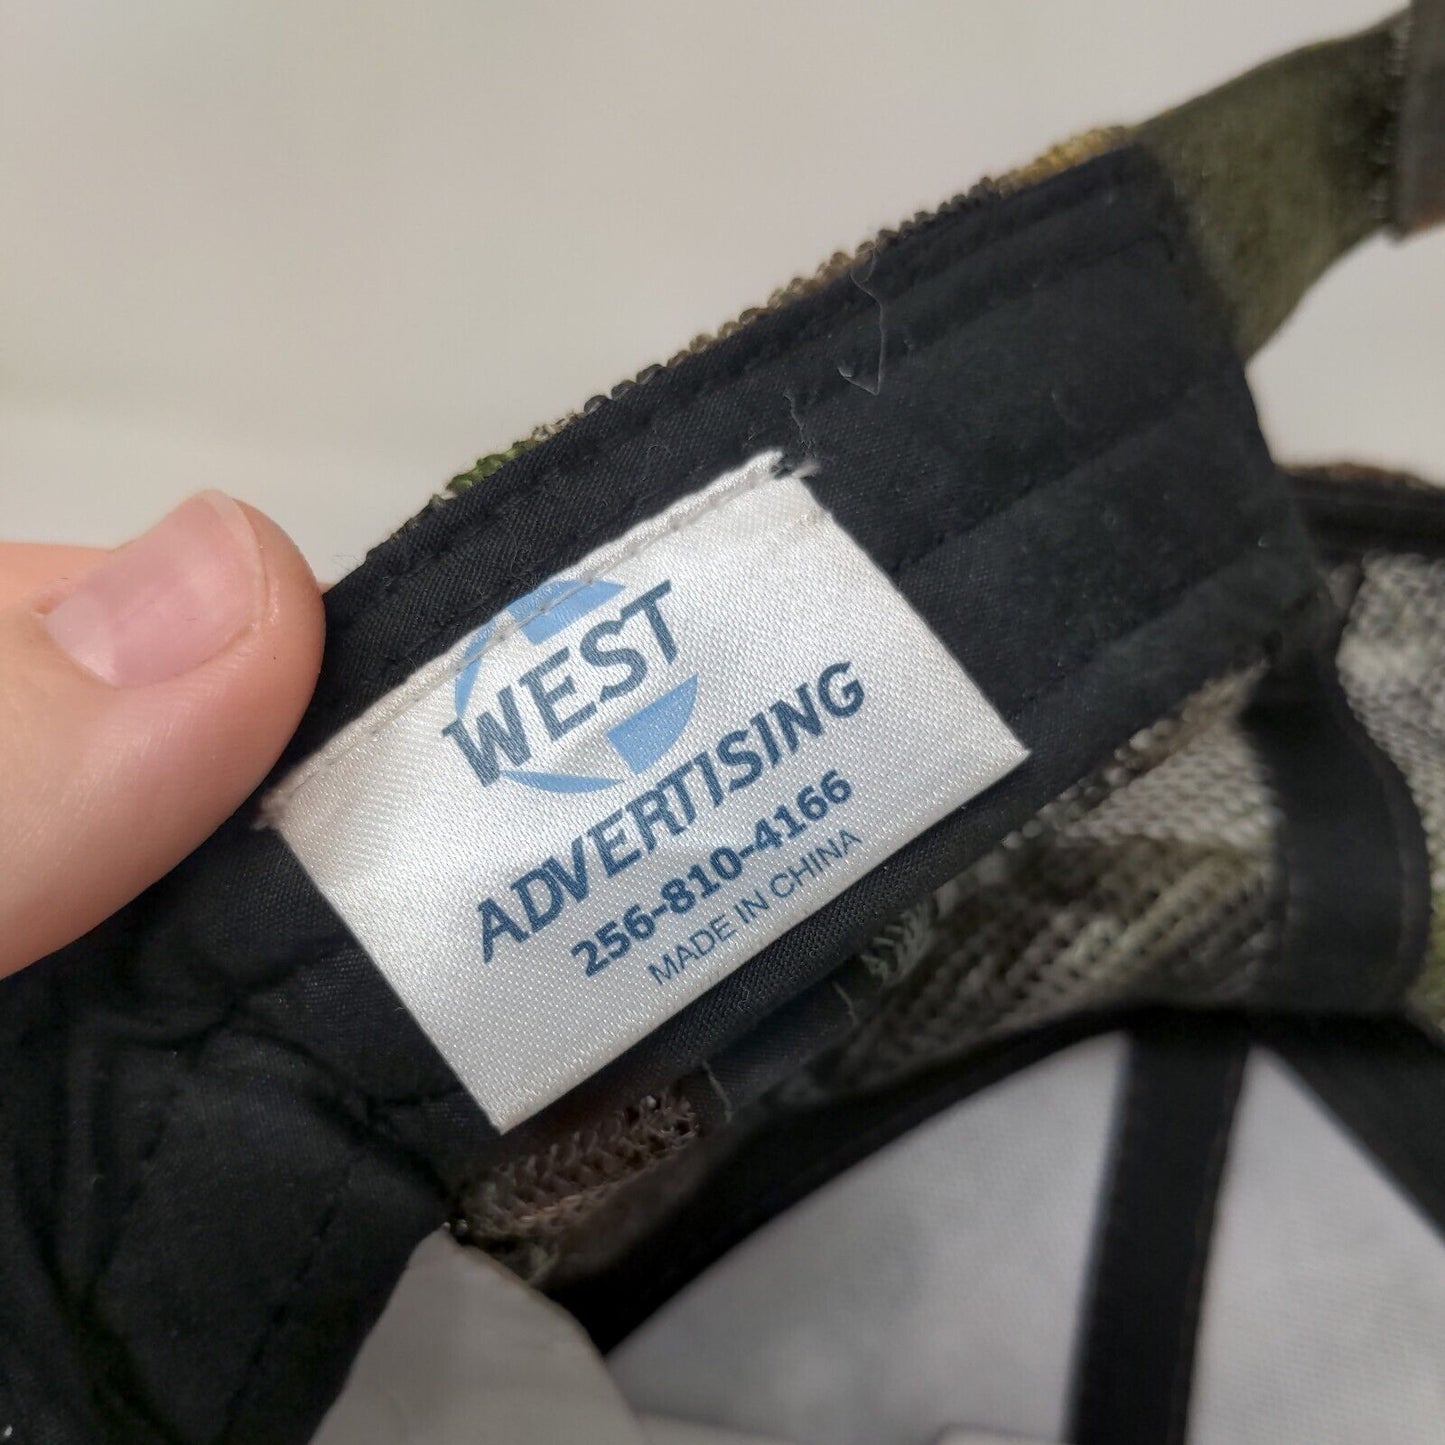 WEST
ADVERTISING
256-810-4166
MADE IN CHINA